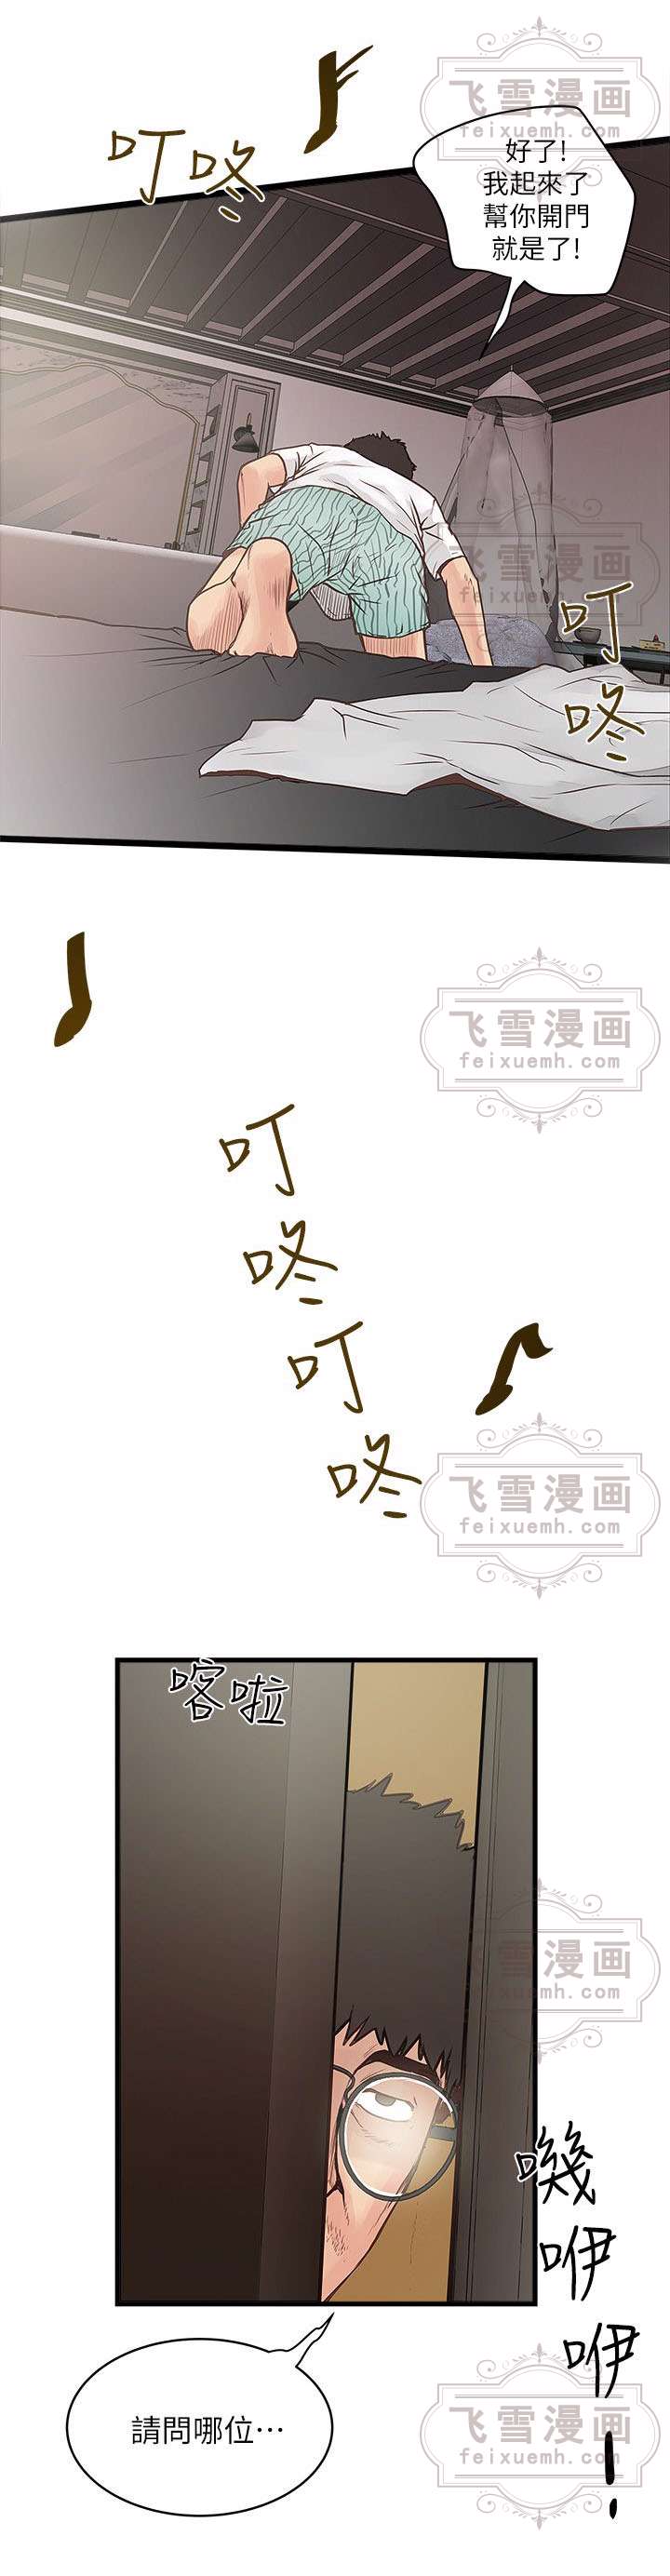 飞雪漫画
feixuemh.com
叮咚
好了!
我起來了
幫你開門
就是了!
飞雪漫画
feixuemh.com
叮
咚
飞雪漫画
feixuemh.com
叮
咚
叮
咚
飞雪漫画
feixuemh.com
喀啦
飞雪漫画
feixuemh.com
嘰
咿
咿
!
請問哪位…
飞雪漫画
feixuemh.com